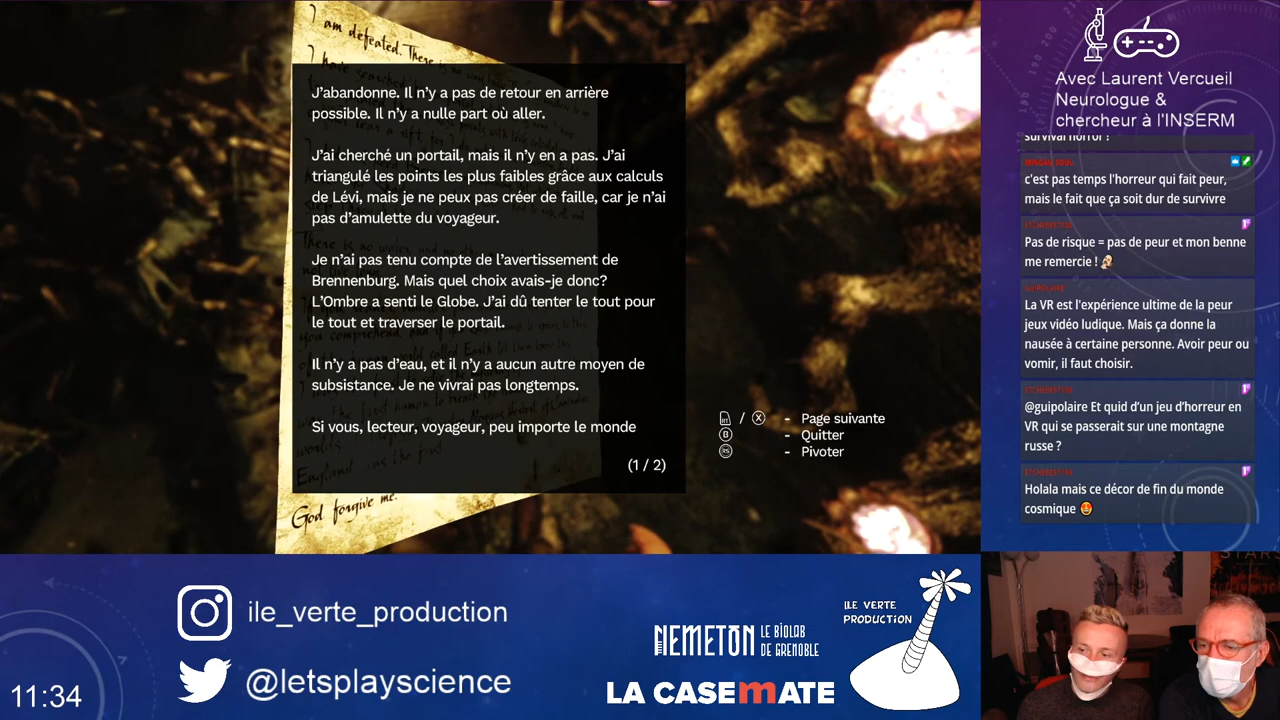 I am defeated. There is no way
I have searched
J'abandonne. Il n'y a pas de retour en arrière
possible. Il n'y a nulle part où aller.
J'ai cherché un portail, mais il n'y en a pas. J'ai
triangulé les points les plus faibles grâce aux calculs
de Lévi, mais je ne peux pas créer de faille, car je n'ai
pas d'amulette du voyageur.
Je n'ai pas tenu compte de l'avertissement de
Brennenburg. Mais quel choix avais-je donc?
L'Ombre a senti le Globe. J'ai dû tenter le tout pour
le tout et traverser le portail.
Il n'y a pas d'eau, et il n'y a aucun autre moyen de
subsistance. Je ne vivrai pas longtemps.
Si vous, lecteur, voyageur, peu importe le monde
(1 / 2)
God forgive me.
RT / X - Page suivante
B - Quitter
RS - Pivoter
Avec Laurent Vercueil
Neurologue &
chercheur à l'INSERM
survival horror !
c'est pas temps l'horreur qui fait peur,
mais le fait que ça soit dur de survivre
Pas de risque = pas de peur et mon benne
me remercie !
GUIPOLAIRE
La VR est l'expérience ultime de la peur
jeux vidéo ludique. Mais ça donne la
nausée à certaine personne. Avoir peur ou
vomir, il faut choisir.
@guipolaire Et quid d'un jeu d'horreur en
VR qui se passerait sur une montagne
russe ?
Holala mais ce décor de fin du monde
cosmique
ile_verte_production
@letsplayscience
11:34
NEMETON LE BIOLAB
DE GRENOBLE
LA CASEMATE
ILE VERTE
PRODUCTION